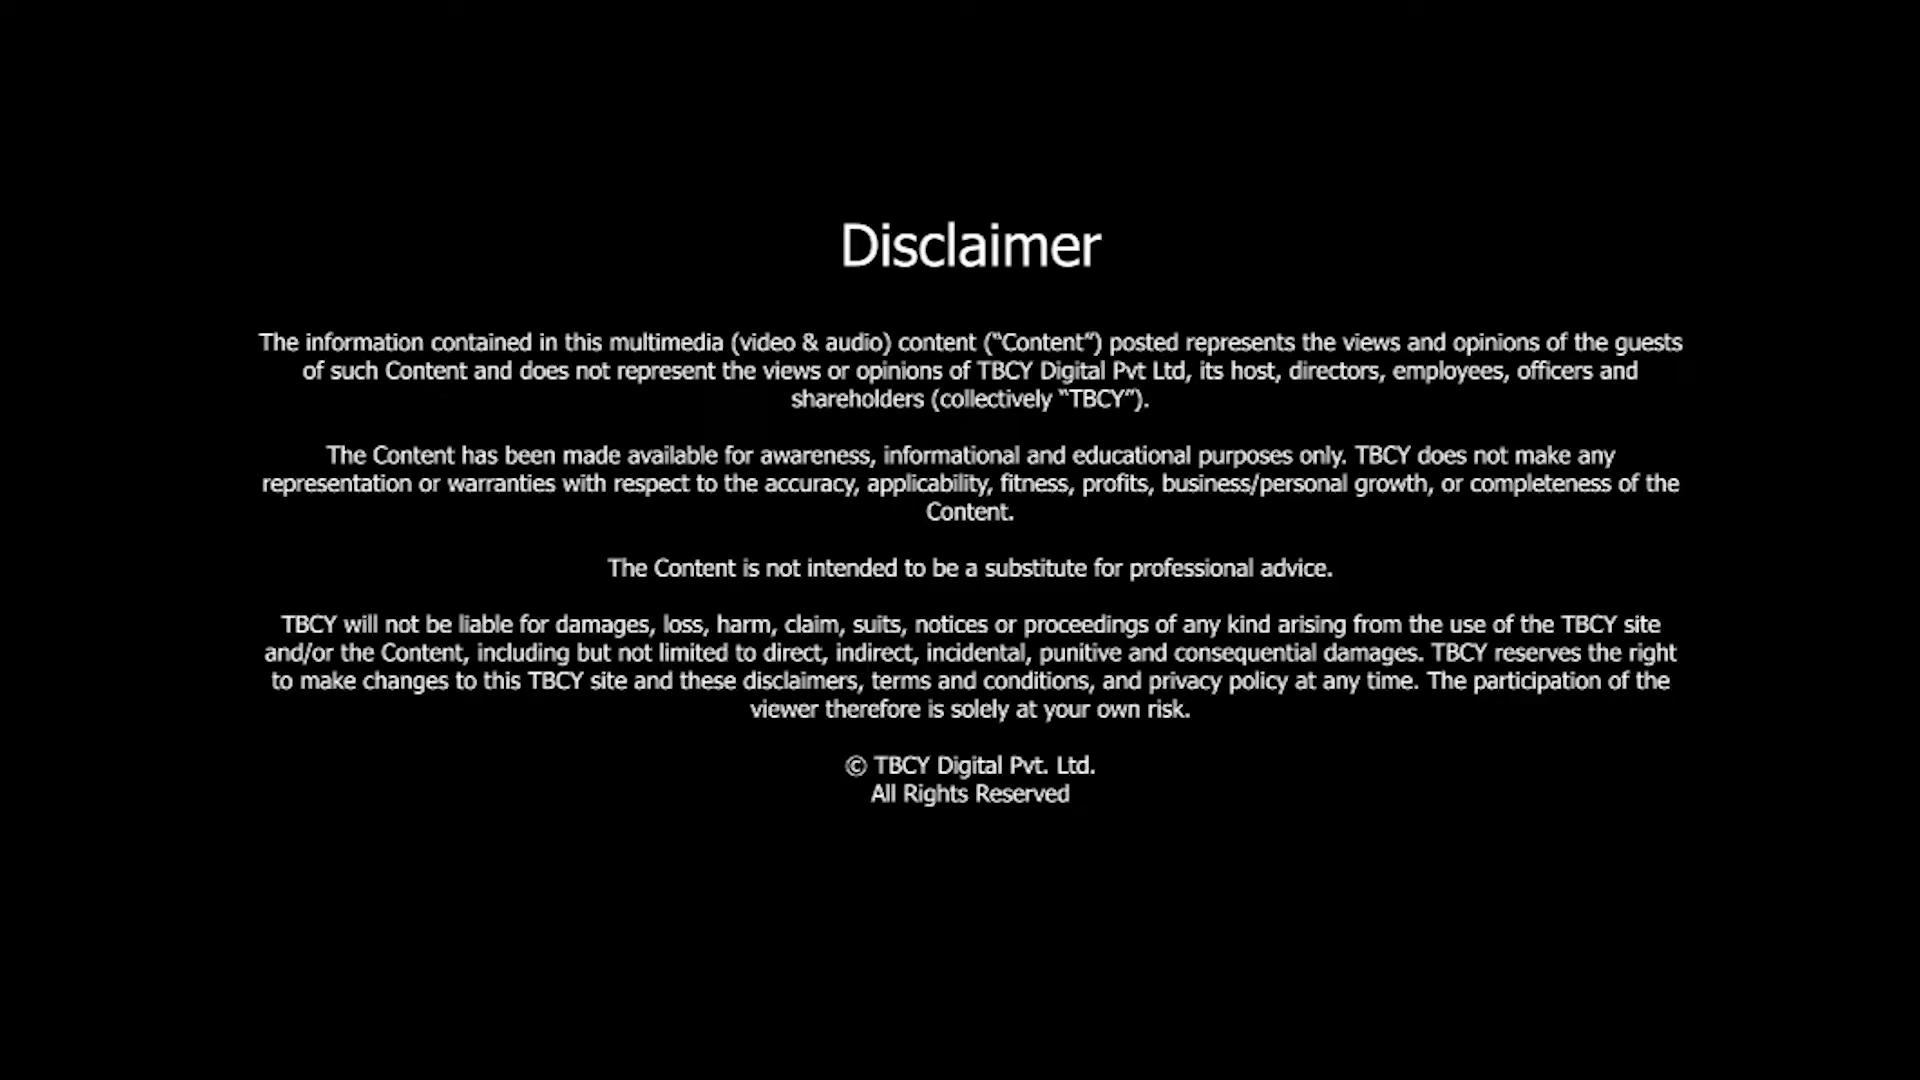 Disclaimer
The information contained in this multimedia (video & audio) content (“Content”) posted represents the views and opinions of the guests
of such Content and does not represent the views or opinions of TBCY Digital Pvt Ltd, its host, directors, employees, officers and
shareholders (collectively “TBCY”).
The Content has been made available for awareness, informational and educational purposes only. TBCY does not make any
representation or warranties with respect to the accuracy, applicability, fitness, profits, business/personal growth, or completeness of the
Content.
The Content is not intended to be a substitute for professional advice.
TBCY will not be liable for damages, loss, harm, claim, suits, notices or proceedings of any kind arising from the use of the TBCY site
and/or the Content, including but not limited to direct, indirect, incidental, punitive and consequential damages. TBCY reserves the right
to make changes to this TBCY site and these disclaimers, terms and conditions, and privacy policy at any time. The participation of the
viewer therefore is solely at your own risk.
© TBCY Digital Pvt. Ltd.
All Rights Reserved